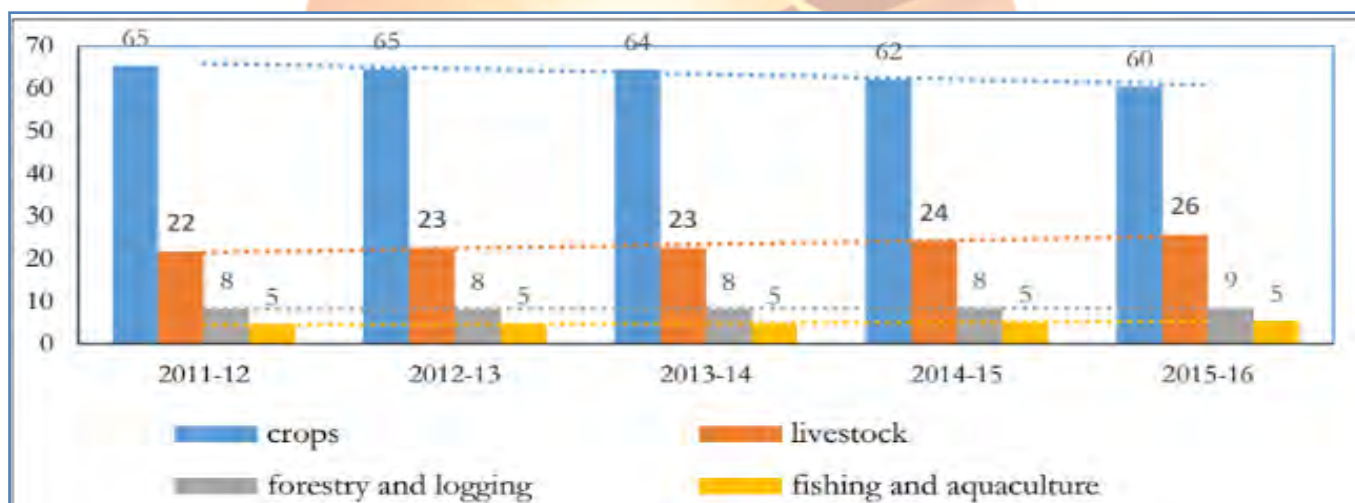 65 65 64 62 60
70
60
50
40
30
20
10
0
22 23 23 24 26
8 5 8 5 8 5 8 5 9 5
2011-12 2012-13 2013-14 2014-15 2015-16
crops livestock
forestry and logging fishing and aquaculture